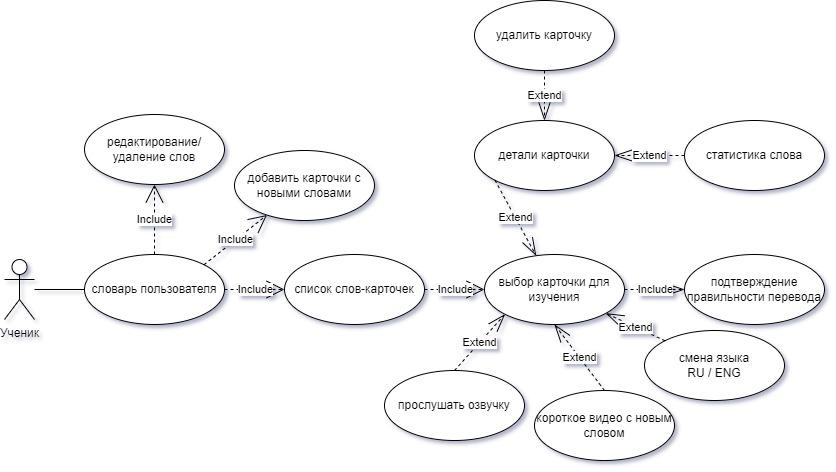 удалить карточку
Extend
редактирование/
удаление слов
детали карточки
Extend
статистика слова
добавить карточки с
новыми словами
Include
Extend
Include
словарь пользователя
Include
список слов-карточек
Include
выбор карточки для
изучения
Include
подтверждение
правильности перевода
Ученик
Extend
Extend
Extend
смена языка
RU / ENG
прослушать озвучку
короткое видео с новым
словом